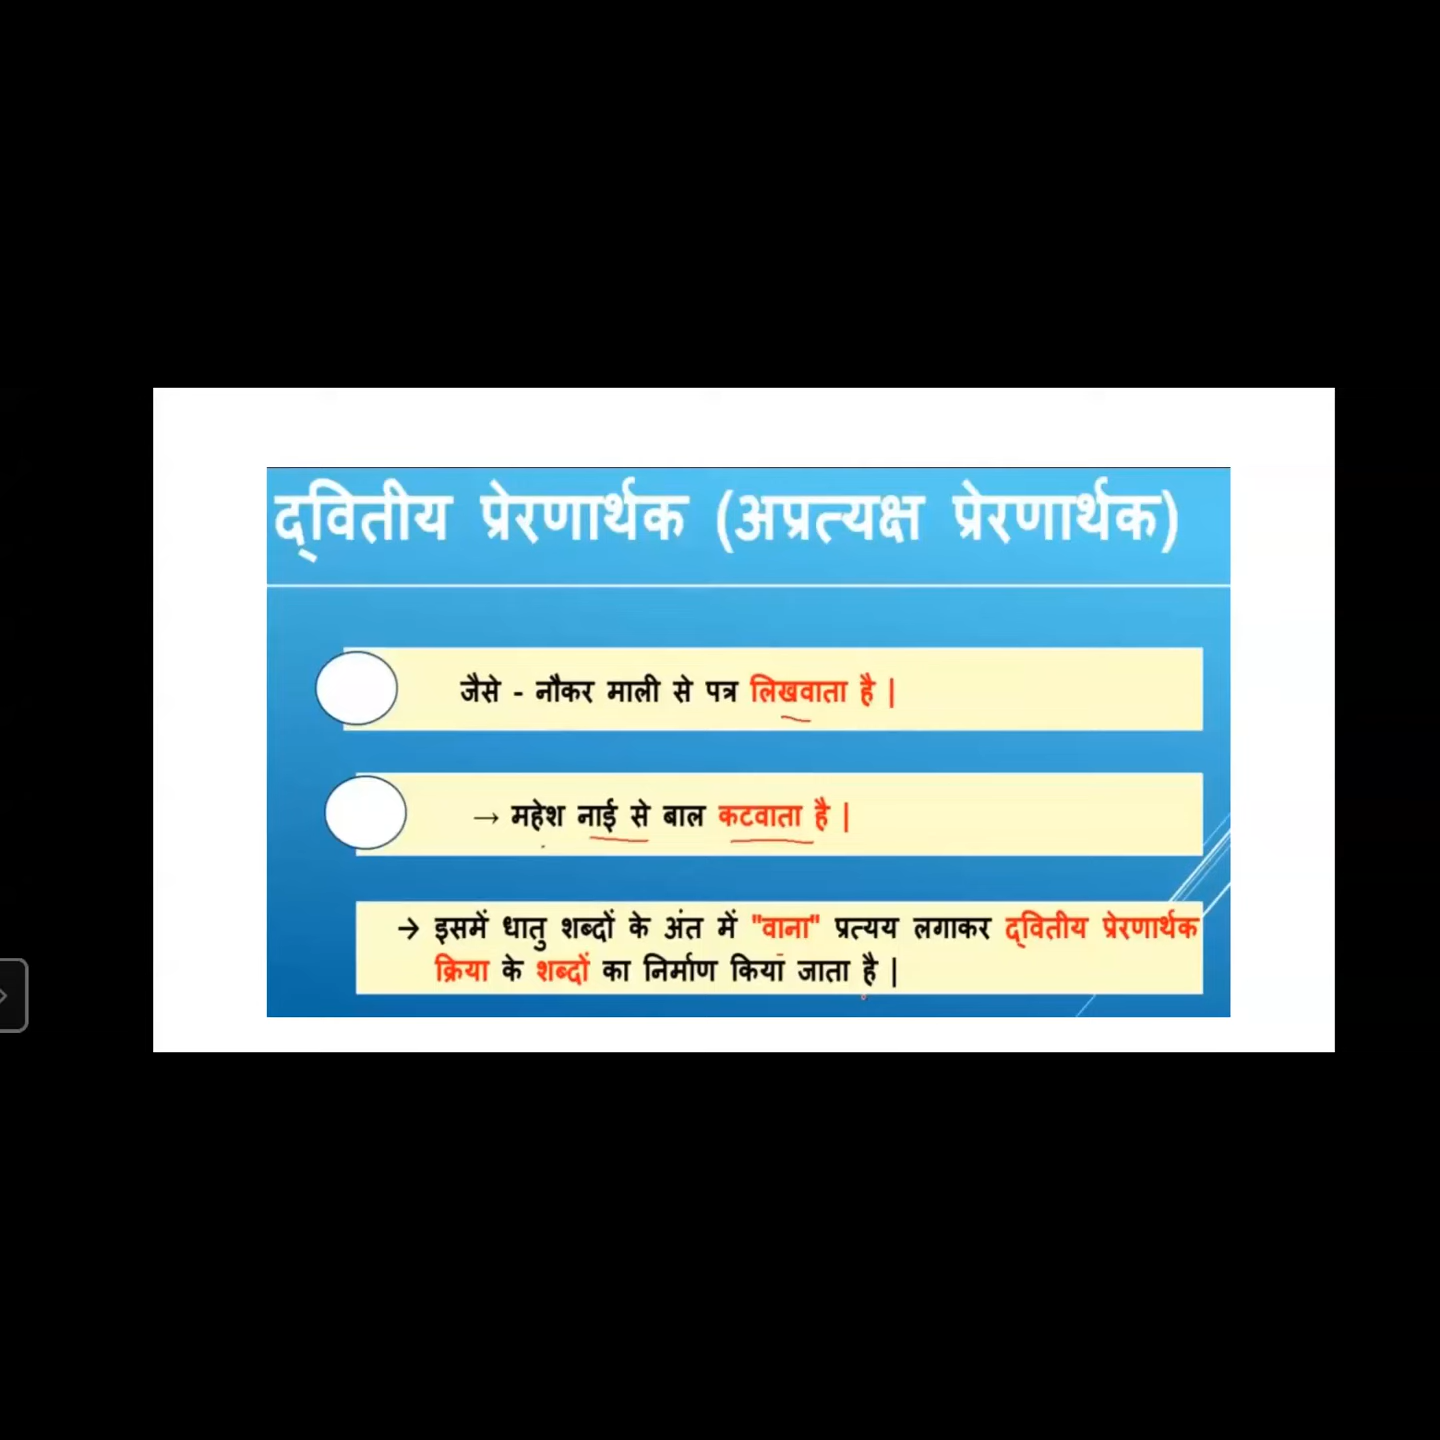 द्वितीय प्रेरणार्थक (अप्रत्यक्ष प्रेरणार्थक)
जैसे - नौकर माली से पत्र लिखवाता है |
→ महेश नाई से बाल कटवाता है |
→ इसमें धातु शब्दों के अंत में "वाना" प्रत्यय लगाकर द्वितीय प्रेरणार्थक
क्रिया के शब्दों का निर्माण किया जाता है |